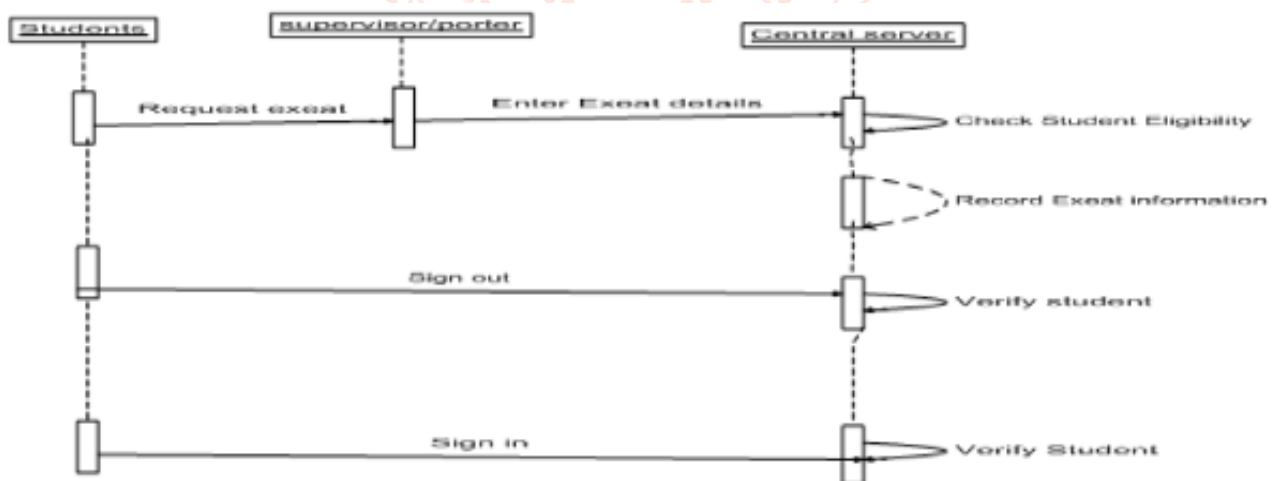 Students
supervisor/porter
Central server
Request exeat
Enter Exeat details
Check Student Eligibility
Record Exeat information
Sign out
Verify student
Sign in
Verify Student